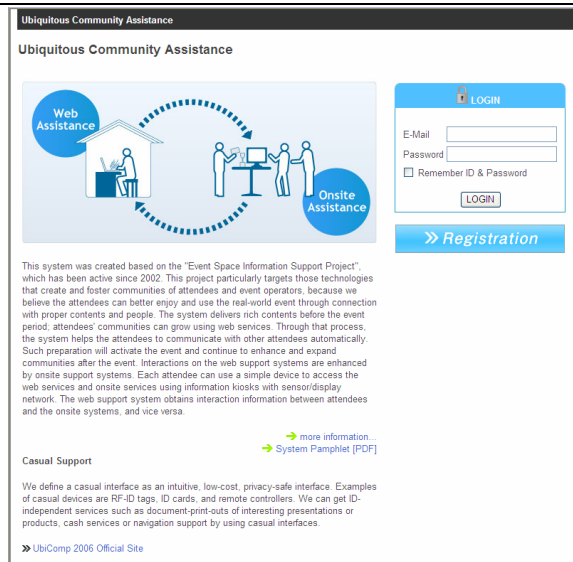 Ubiquitous Community Assistance
Ubiquitous Community Assistance
Web
Assistance
Onsite
Assistance
LOGIN
E-Mail
Password
Remember ID & Password
LOGIN
» Registration
This system was created based on the "Event Space Information Support Project",
which has been active since 2002. This project particularly targets those technologies
that create and foster communities of attendees and event operators, because we
believe the attendees can better enjoy and use the real-world event through connection
with proper contents and people. The system delivers rich contents before the event
period; attendees' communities can grow using web services. Through that process,
the system helps the attendees to communicate with other attendees automatically.
Such preparation will activate the event and continue to enhance and expand
communities after the event. Interactions on the web support systems are enhanced
by onsite support systems. Each attendee can use a simple device to access the
web services and onsite services using information kiosks with sensor/display
network. The web support system obtains interaction information between attendees
and the onsite systems, and vice versa.
more information...
System Pamphlet [PDF]
Casual Support
We define a casual interface as an intuitive, low-cost, privacy-safe interface. Examples
of casual devices are RF-ID tags, ID cards, and remote controllers. We can get ID-
independent services such as document-print-outs of interesting presentations or
products, cash services or navigation support by using casual interfaces.
» UbiComp 2006 Official Site